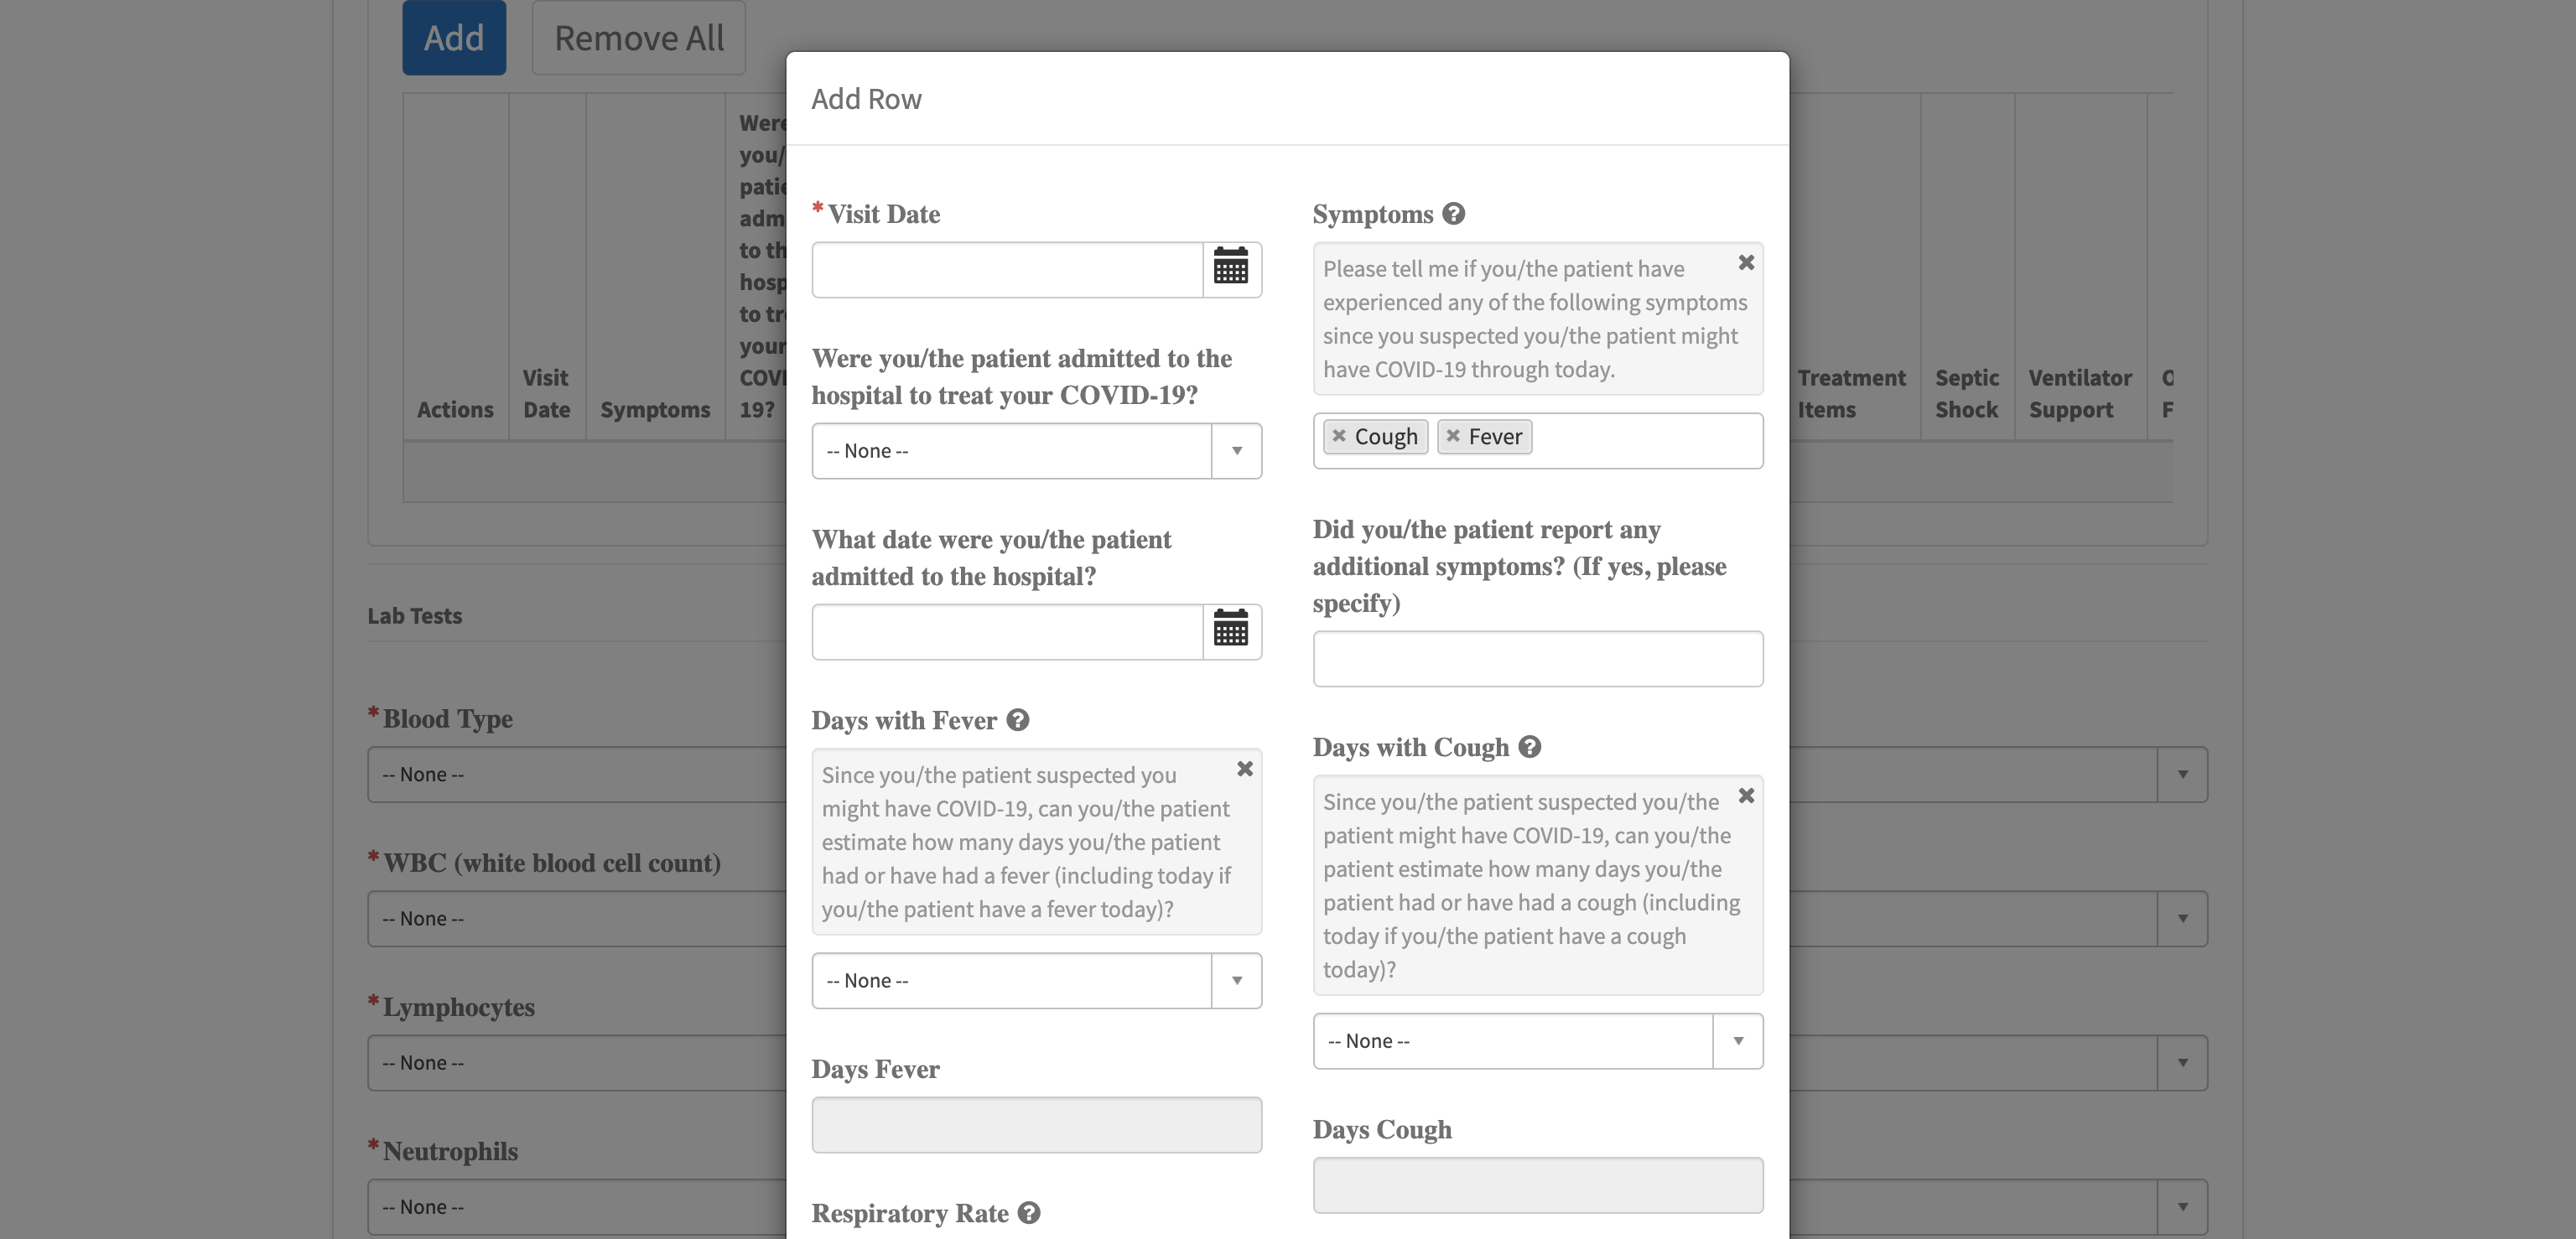 Add
Remove All
Actions
Visit
Date
Symptoms
Were
you/
patie
adm
to th
hosp
to tr
your
COVI
19?
Treatment
Items
Septic
Shock
Ventilator
Support
Lab Tests
*Blood Type
-- None --
*WBC (white blood cell count)
-- None --
*Lymphocytes
-- None --
*Neutrophils
-- None --
Add Row
*Visit Date
Were you/the patient admitted to the
hospital to treat your COVID-19?
-- None --
What date were you/the patient
admitted to the hospital?
Days with Fever ?
Since you/the patient suspected you
might have COVID-19, can you/the patient
estimate how many days you/the patient
had or have had a fever (including today if
you/the patient have a fever today)?
-- None --
Days Fever
Respiratory Rate ?
Symptoms ?
Please tell me if you/the patient have
experienced any of the following symptoms
since you suspected you/the patient might
have COVID-19 through today.
× Cough × Fever
Did you/the patient report any
additional symptoms? (If yes, please
specify)
Days with Cough ?
Since you/the patient suspected you/the
patient might have COVID-19, can you/the
patient estimate how many days you/the
patient had or have had a cough (including
today if you/the patient have a cough
today)?
-- None --
Days Cough